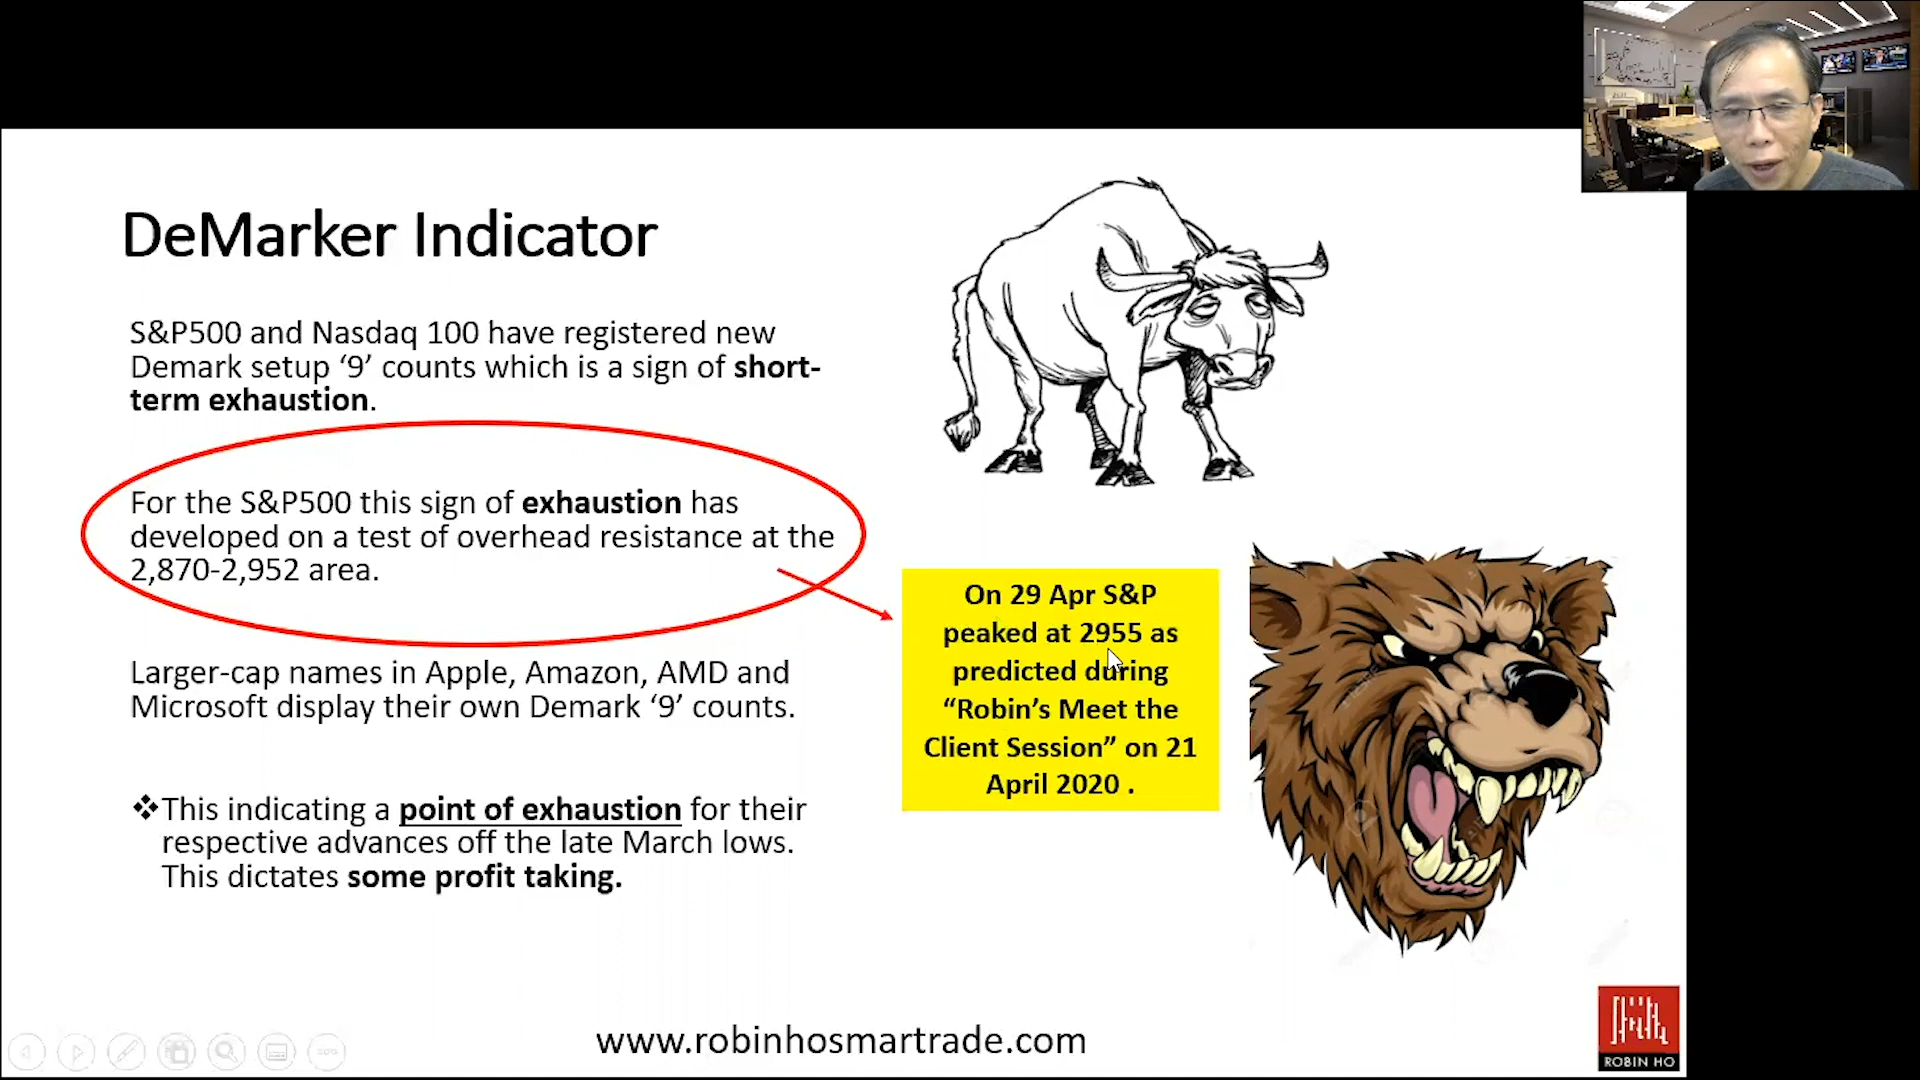 DeMarker Indicator
S&P500 and Nasdaq 100 have registered new
Demark setup ‘9’ counts which is a sign of short-
term exhaustion.
For the S&P500 this sign of exhaustion has
developed on a test of overhead resistance at the
2,870-2,952 area.
Larger-cap names in Apple, Amazon, AMD and
Microsoft display their own Demark ‘9’ counts.
❖This indicating a point of exhaustion for their
respective advances off the late March lows.
This dictates some profit taking.
On 29 Apr S&P
peaked at 2955 as
predicted during
“Robin’s Meet the
Client Session” on 21
April 2020 .
www.robinhosmartrade.com
ROBIN HO